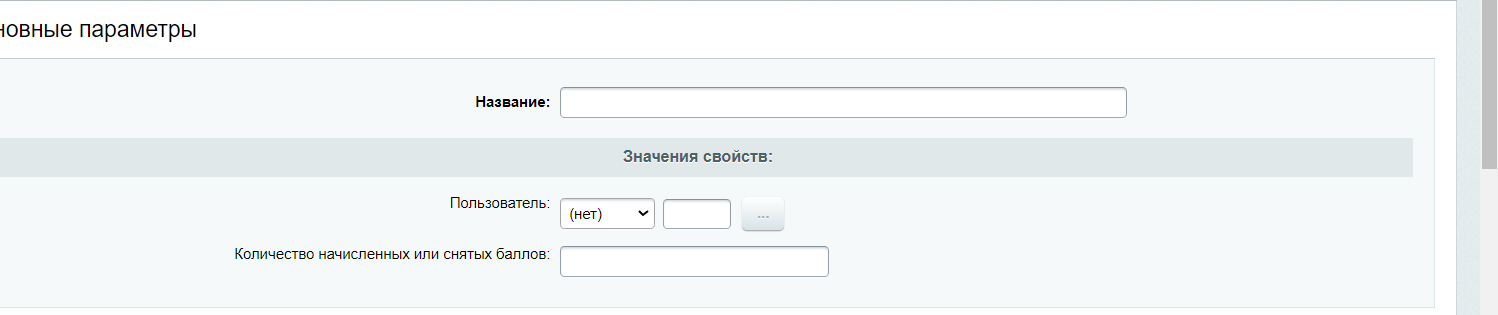 новные параметры
Название:
Значения свойств:
Пользователь: (нет) ...
Количество начисленных или снятых баллов: